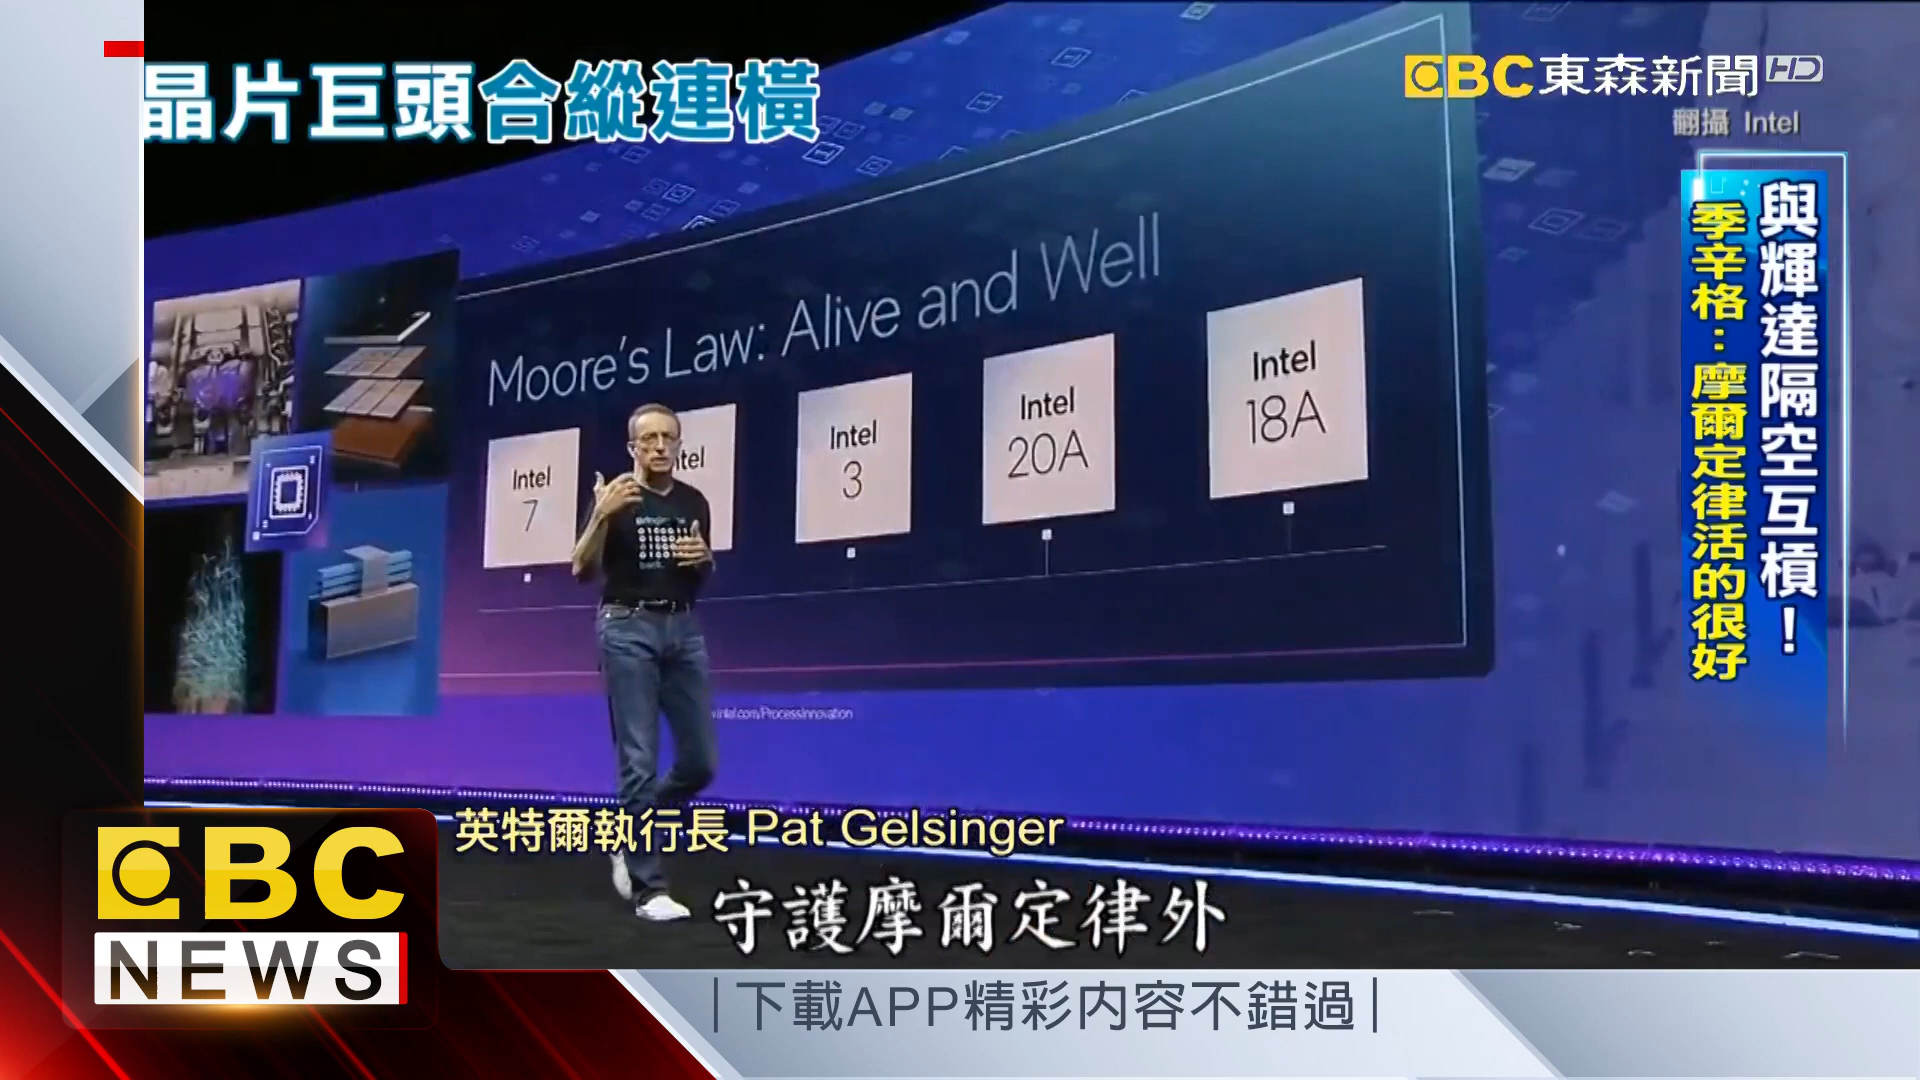 晶片巨頭合縱連橫
EBC東森新聞HD
翻攝 Intel
與輝達隔空互槓！
季辛格：摩爾定律活的很好
Moore's Law: Alive and Well
Intel
7
Intel
3
Intel
20A
Intel
18A
intel.com/ProcessInnovation
英特爾執行長 Pat Gelsinger
守護摩爾定律外
EBC
NEWS
|下載APP精彩內容不錯過|